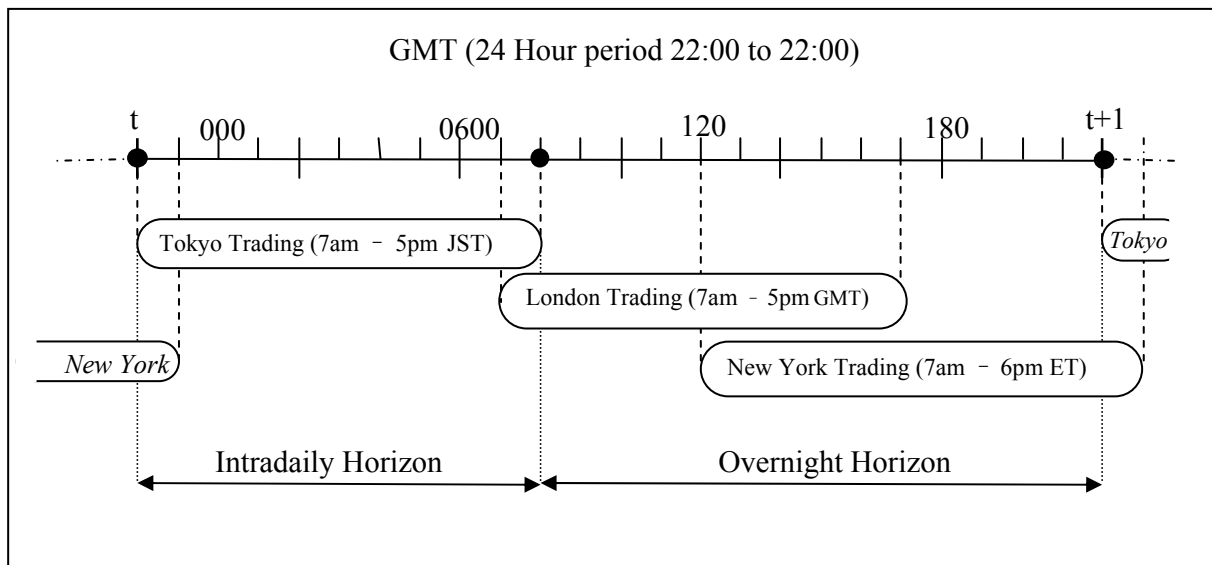 GMT (24 Hour period 22:00 to 22:00)
t 000 0600 120 180 t+1
Tokyo Trading (7am – 5pm JST) Tokyo
London Trading (7am - 5pm GMT)
New York New York Trading (7am – 6pm ET)
Intradaily Horizon Overnight Horizon